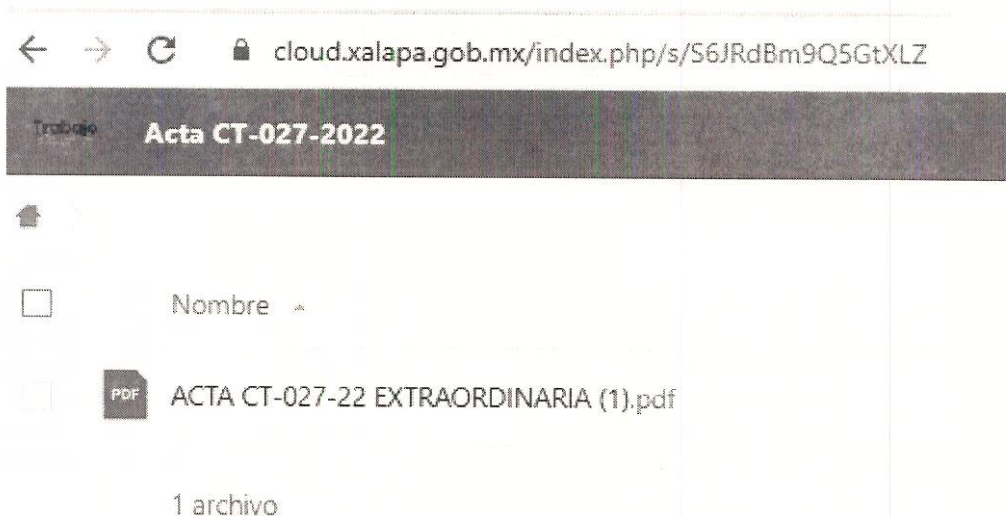 cloud.xalapa.gob.mx/index.php/s/S6JRdBm9Q5GtXLZ
Trabajo Acta CT-027-2022
Nombre
PDF ACTA CT-027-22 EXTRAORDINARIA (1).pdf
1 archivo